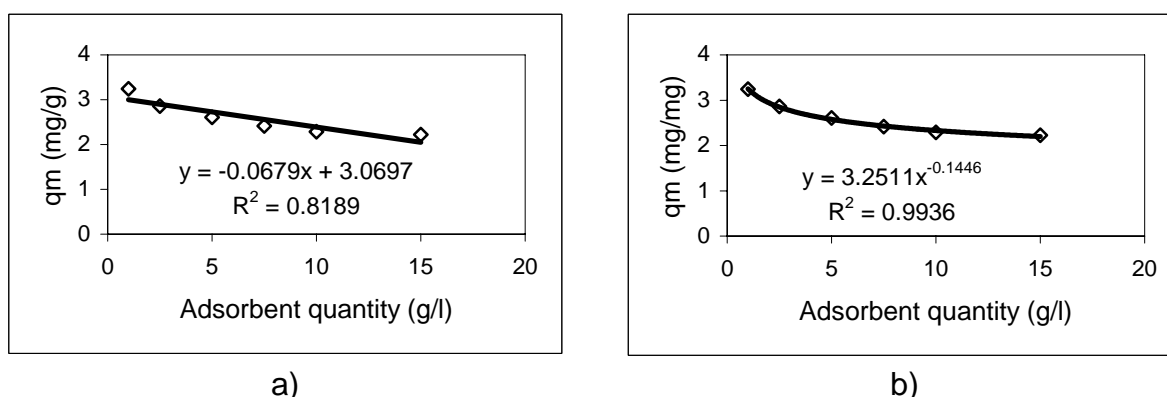 4
3
2
1
0
qm (mg/g)
y = -0.0679x + 3.0697
R² = 0.8189
0 5 10 15 20
Adsorbent quantity (g/l)
a)
4
3
2
1
0
qm (mg/mg)
y = 3.2511x⁻⁰·¹⁴⁴⁶
R² = 0.9936
0 5 10 15 20
Adsorbent quantity (g/l)
b)